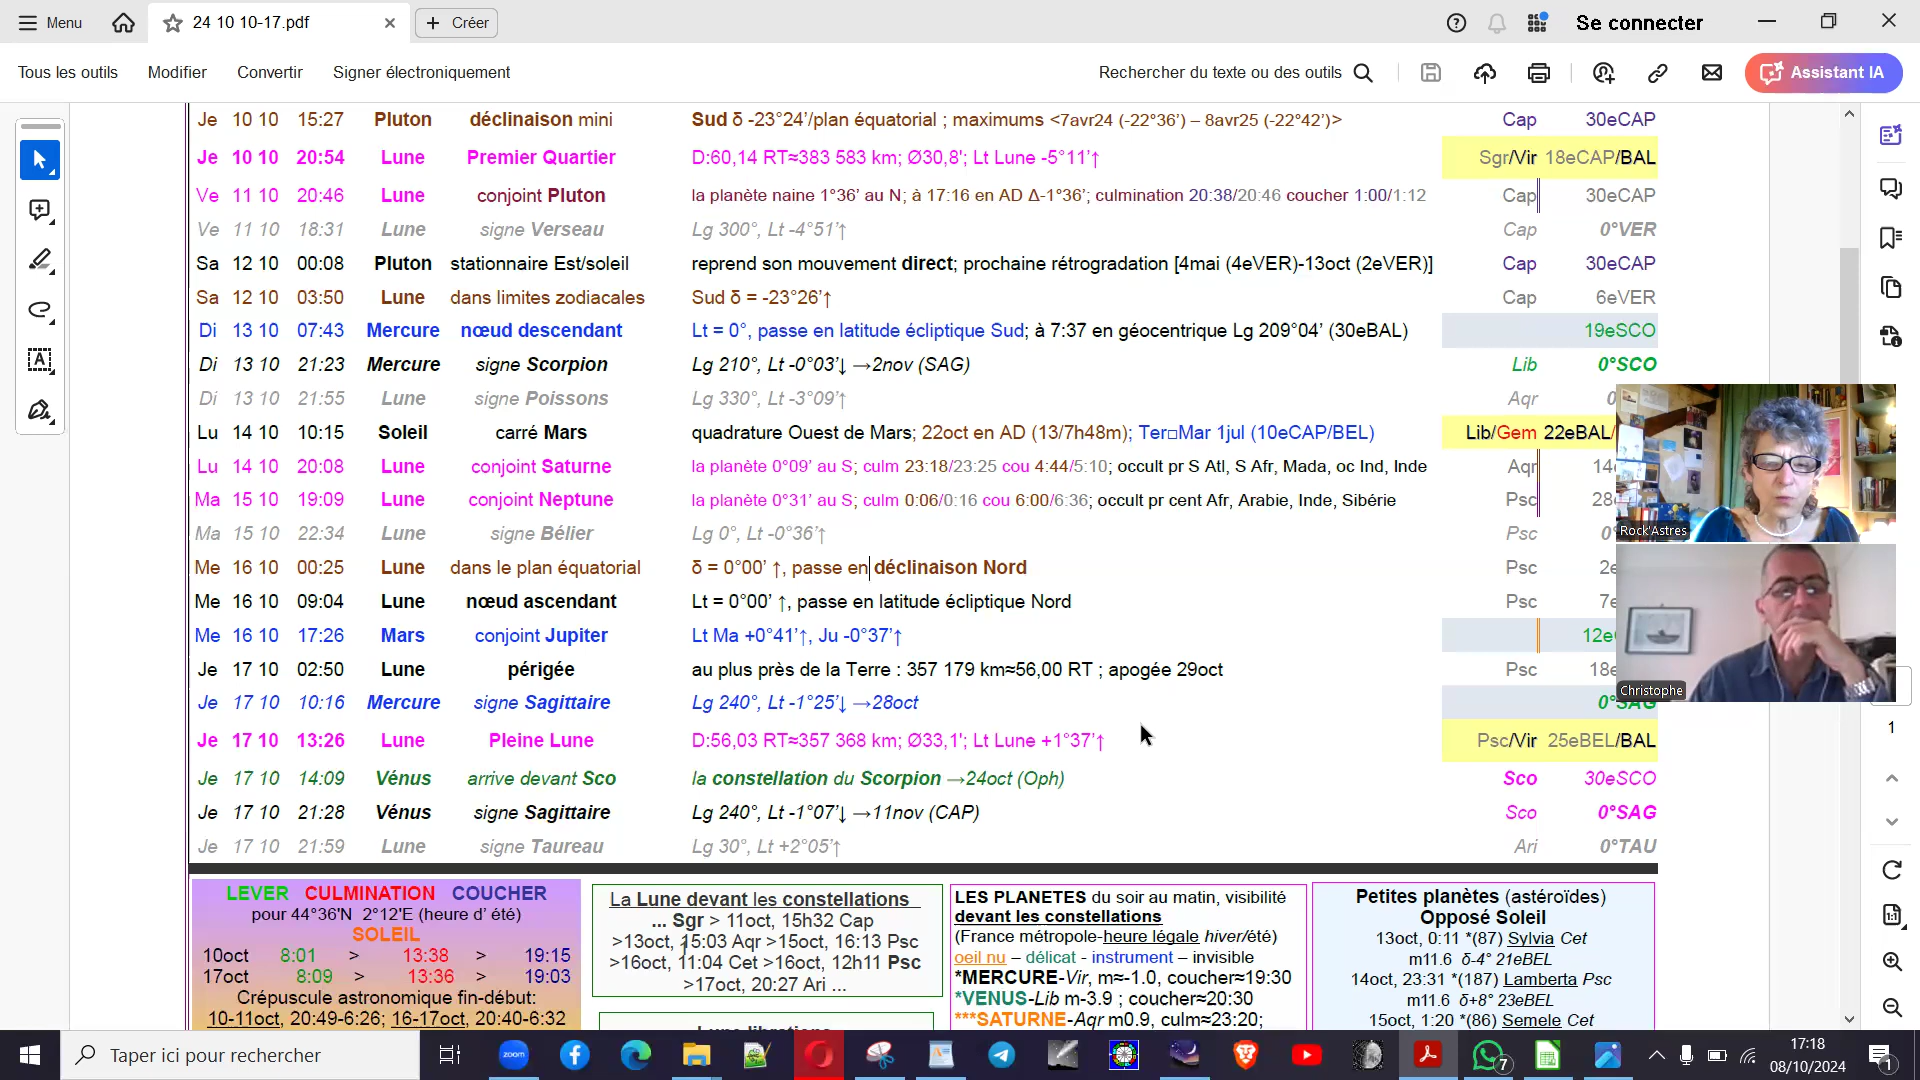 Menu
24 10 10-17.pdf
Créer
Se connecter
Tous les outils Modifier Convertir Signer électroniquement
Rechercher du texte ou des outils
Assistant IA
Je 10 10 15:27 Pluton déclinaison mini Sud δ -23°24'/plan équatorial ; maximums <7avr24 (-22°36') – 8avr25 (-22°42')> Cap 30eCAP
Je 10 10 20:54 Lune Premier Quartier D:60,14 RT≈383 583 km; Ø30,8'; Lt Lune -5°11'↑ Sgr/Vir 18eCAP/BAL
Ve 11 10 20:46 Lune conjoint Pluton la planète naine 1°36' au N; à 17:16 en AD Δ-1°36'; culmination 20:38/20:46 coucher 1:00/1:12 Cap 30eCAP
Ve 11 10 18:31 Lune signe Verseau Lg 300°, Lt -4°51'↑ Cap 0°VER
Sa 12 10 00:08 Pluton stationnaire Est/soleil reprend son mouvement direct; prochaine rétrogradation [4mai (4eVER)-13oct (2eVER)] Cap 30eCAP
Sa 12 10 03:50 Lune dans limites zodiacales Sud δ = -23°26'↑ Cap 6eVER
Di 13 10 07:43 Mercure nœud descendant Lt = 0°, passe en latitude écliptique Sud; à 7:37 en géocentrique Lg 209°04' (30eBAL) 19eSCO
Di 13 10 21:23 Mercure signe Scorpion Lg 210°, Lt -0°03'↓ →2nov (SAG) Lib 0°SCO
Di 13 10 21:55 Lune signe Poissons Lg 330°, Lt -3°09'↑ Aqr 0
Lu 14 10 10:15 Soleil carré Mars quadrature Ouest de Mars; 22oct en AD (13/7h48m); Ter□Mar 1jul (10eCAP/BEL) Lib/Gem 22eBAL/
Lu 14 10 20:08 Lune conjoint Saturne la planète 0°09' au S; culm 23:18/23:25 cou 4:44/5:10; occult pr S Atl, S Afr, Mada, oc Ind, Inde Aqr 14
Ma 15 10 19:09 Lune conjoint Neptune la planète 0°31' au S; culm 0:06/0:16 cou 6:00/6:36; occult pr cent Afr, Arabie, Inde, Sibérie Psc 28
Ma 15 10 22:34 Lune signe Bélier Lg 0°, Lt -0°36'↑ Psc 0°
Me 16 10 00:25 Lune dans le plan équatorial δ = 0°00' ↑, passe en déclinaison Nord Psc 2e
Me 16 10 09:04 Lune nœud ascendant Lt = 0°00' ↑, passe en latitude écliptique Nord Psc 7e
Me 16 10 17:26 Mars conjoint Jupiter Lt Ma +0°41'↑, Ju -0°37'↑ 12e
Je 17 10 02:50 Lune périgée au plus près de la Terre : 357 179 km≈56,00 RT ; apogée 29oct Psc 18e
Je 17 10 10:16 Mercure signe Sagittaire Lg 240°, Lt -1°25'↓ →28oct 0°SAG
Je 17 10 13:26 Lune Pleine Lune D:56,03 RT≈357 368 km; Ø33,1'; Lt Lune +1°37'↑ Psc/Vir 25eBEL/BAL
Je 17 10 14:09 Vénus arrive devant Sco la constellation du Scorpion →24oct (Oph) Sco 30eSCO
Je 17 10 21:28 Vénus signe Sagittaire Lg 240°, Lt -1°07'↓ →11nov (CAP) Sco 0°SAG
Je 17 10 21:59 Lune signe Taureau Lg 30°, Lt +2°05'↑ Ari 0°TAU
Rock'Astres
Christophe
1
LEVER CULMINATION COUCHER
pour 44°36'N 2°12'E (heure d' été)
SOLEIL
10oct 8:01 > 13:38 > 19:15
17oct 8:09 > 13:36 > 19:03
Crépuscule astronomique fin-début:
10-11oct, 20:49-6:26; 16-17oct, 20:40-6:32
La Lune devant les constellations
... Sgr > 11oct, 15h32 Cap
>13oct, 15:03 Aqr >15oct, 16:13 Psc
>16oct, 11:04 Cet >16oct, 12h11 Psc
>17oct, 20:27 Ari ...
LES PLANETES du soir au matin, visibilité
devant les constellations
(France métropole-heure légale hiver/été)
oeil nu – délicat - instrument – invisible
*MERCURE-Vir, m≈-1.0, coucher≈19:30
*VENUS-Lib m-3.9 ; coucher≈20:30
***SATURNE-Aqr m0.9, culm≈23:20;
Petites planètes (astéroïdes)
Opposé Soleil
13oct, 0:11 *(87) Sylvia Cet
m11.6 δ-4° 21eBEL
14oct, 23:31 *(187) Lamberta Psc
m11.6 δ+8° 23eBEL
15oct, 1:20 *(86) Semele Cet
Taper ici pour rechercher
zoom
7
17:18
08/10/2024
1